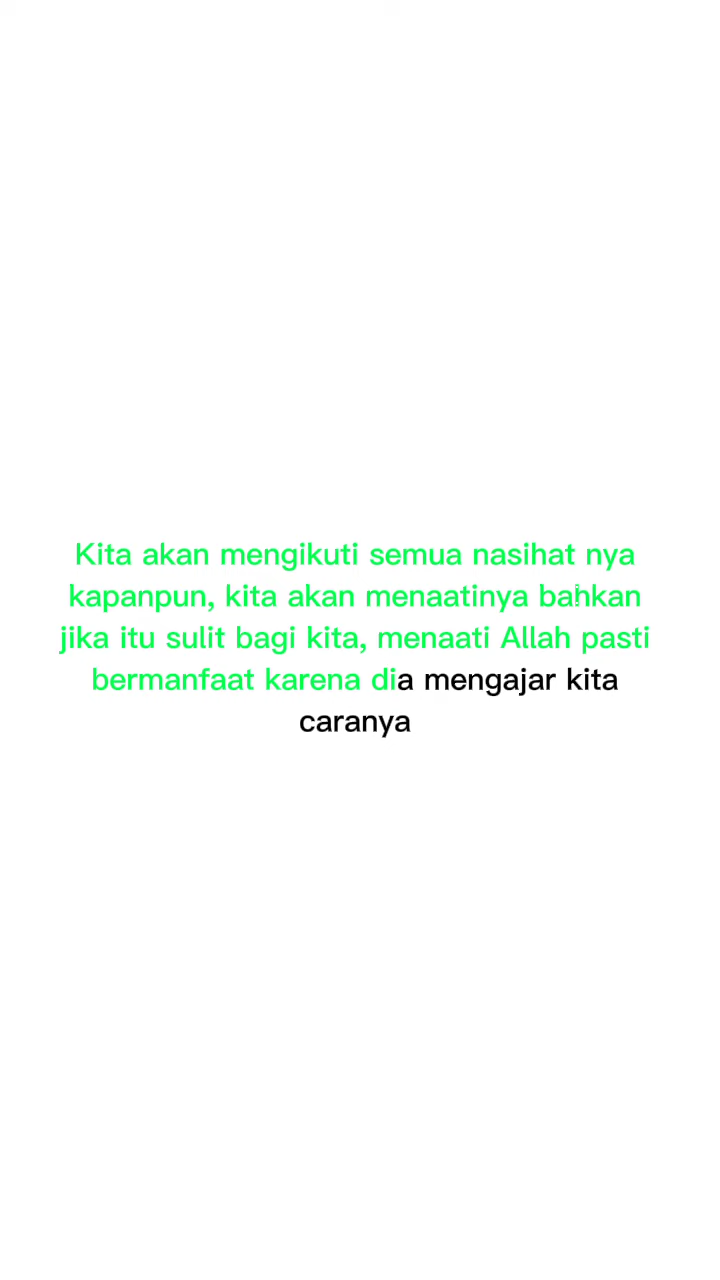 Kita akan mengikuti semua nasihat nya
kapanpun, kita akan menaatinya bahkan
jika itu sulit bagi kita, menaati Allah pasti
bermanfaat karena dia mengajar kita
caranya